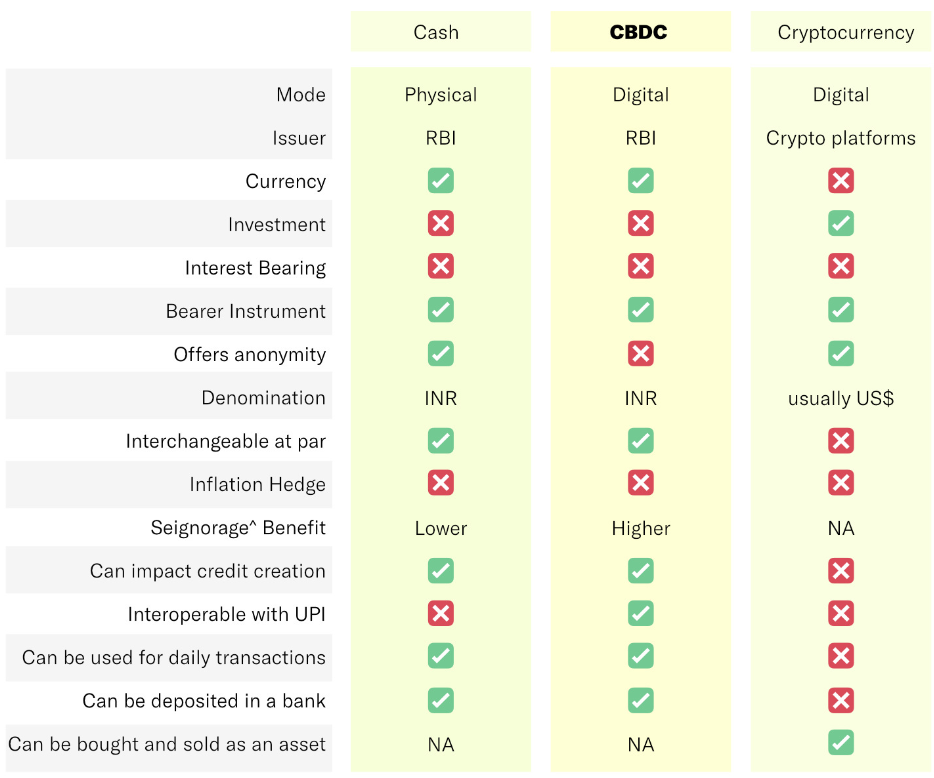 Cash CBDC Cryptocurrency
Mode Physical Digital Digital
Issuer RBI RBI Crypto platforms
Currency ✅ ✅ ❎
Investment ❎ ❎ ✅
Interest Bearing ❎ ❎ ❎
Bearer Instrument ✅ ✅ ✅
Offers anonymity ✅ ❎ ✅
Denomination INR INR usually US$
Interchangeable at par ✅ ✅ ❎
Inflation Hedge ❎ ❎ ❎
Seignorage^ Benefit Lower Higher NA
Can impact credit creation ✅ ✅ ❎
Interoperable with UPI ❎ ✅ ❎
Can be used for daily transactions ✅ ✅ ❎
Can be deposited in a bank ✅ ✅ ❎
Can be bought and sold as an asset NA NA ✅